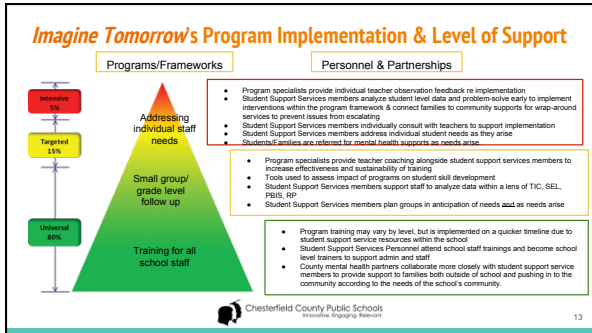 Imagine Tomorrow's Program Implementation & Level of Support
Programs/Frameworks
Personnel & Partnerships
Intensive
5%
Targeted
15%
Universal
80%
Addressing
individual staff
needs
Small group/
grade level
follow up
Training for all
school staff
● Program specialists provide individual teacher observation feedback re implementation
● Student Support Services members analyze student level data and problem-solve early to implement
interventions within the program framework & connect families to community supports for wrap-around
services to prevent issues from escalating
● Student Support Services members individually consult with teachers to support implementation
● Student Support Services members address individual student needs as they arise
● Students/Families are referred for mental health supports as needs arise.
● Program specialists provide teacher coaching alongside student support services members to
increase effectiveness and sustainability of training
● Tools used to assess impact of programs on student skill development
● Student Support Services members support staff to analyze data within a lens of TIC, SEL,
PBIS, RP
● Student Support Services members plan groups in anticipation of needs and as needs arise
● Program training may vary by level, but is implemented on a quicker timeline due to
student support service resources within the school
● Student Support Services Personnel attend school staff trainings and become school
level trainers to support admin and staff
● County mental health partners collaborate more closely with student support service
members to provide support to families both outside of school and pushing in to the
community according to the needs of the school's community.
Chesterfield County Public Schools
Innovative. Engaging. Relevant.
13